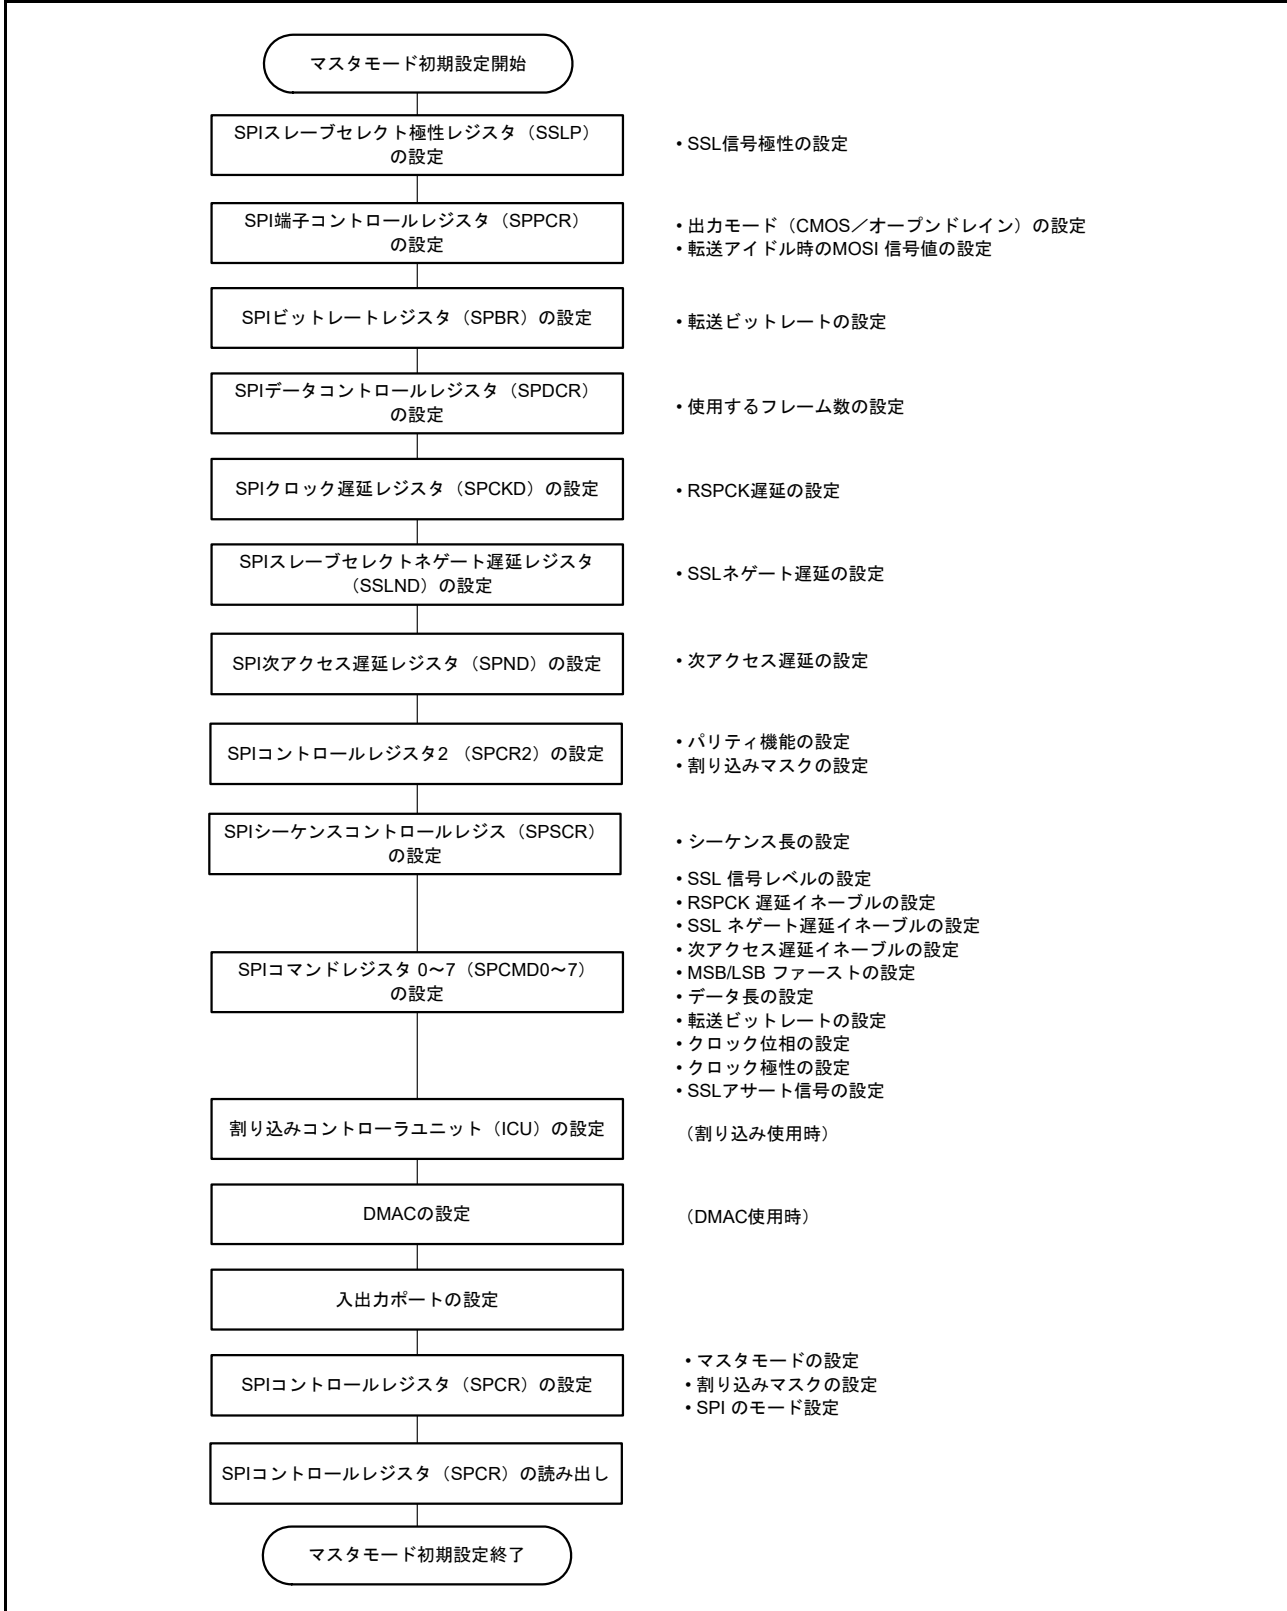 マスタモード初期設定開始
SPIスレーブセレクト極性レジスタ（SSLP）
の設定
• SSL信号極性の設定
SPI端子コントロールレジスタ（SPPCR）
の設定
• 出力モード（CMOS／オープンドレイン）の設定
• 転送アイドル時のMOSI 信号値の設定
SPIビットレートレジスタ（SPBR）の設定
• 転送ビットレートの設定
SPIデータコントロールレジスタ（SPDCR）
の設定
• 使用するフレーム数の設定
SPIクロック遅延レジスタ（SPCKD）の設定
• RSPCK遅延の設定
SPIスレーブセレクトネゲート遅延レジスタ
（SSLND）の設定
• SSLネゲート遅延の設定
SPI次アクセス遅延レジスタ（SPND）の設定
• 次アクセス遅延の設定
SPIコントロールレジスタ2 （SPCR2）の設定
• パリティ機能の設定
• 割り込みマスクの設定
SPIシーケンスコントロールレジス（SPSCR）
の設定
• シーケンス長の設定
SPIコマンドレジスタ 0～7（SPCMD0～7）
の設定
• SSL 信号レベルの設定
• RSPCK 遅延イネーブルの設定
• SSL ネゲート遅延イネーブルの設定
• 次アクセス遅延イネーブルの設定
• MSB/LSB ファーストの設定
• データ長の設定
• 転送ビットレートの設定
• クロック位相の設定
• クロック極性の設定
• SSLアサート信号の設定
割り込みコントローラユニット（ICU）の設定
（割り込み使用時）
DMACの設定
（DMAC使用時）
入出力ポートの設定
SPIコントロールレジスタ（SPCR）の設定
• マスタモードの設定
• 割り込みマスクの設定
• SPI のモード設定
SPIコントロールレジスタ（SPCR）の読み出し
マスタモード初期設定終了